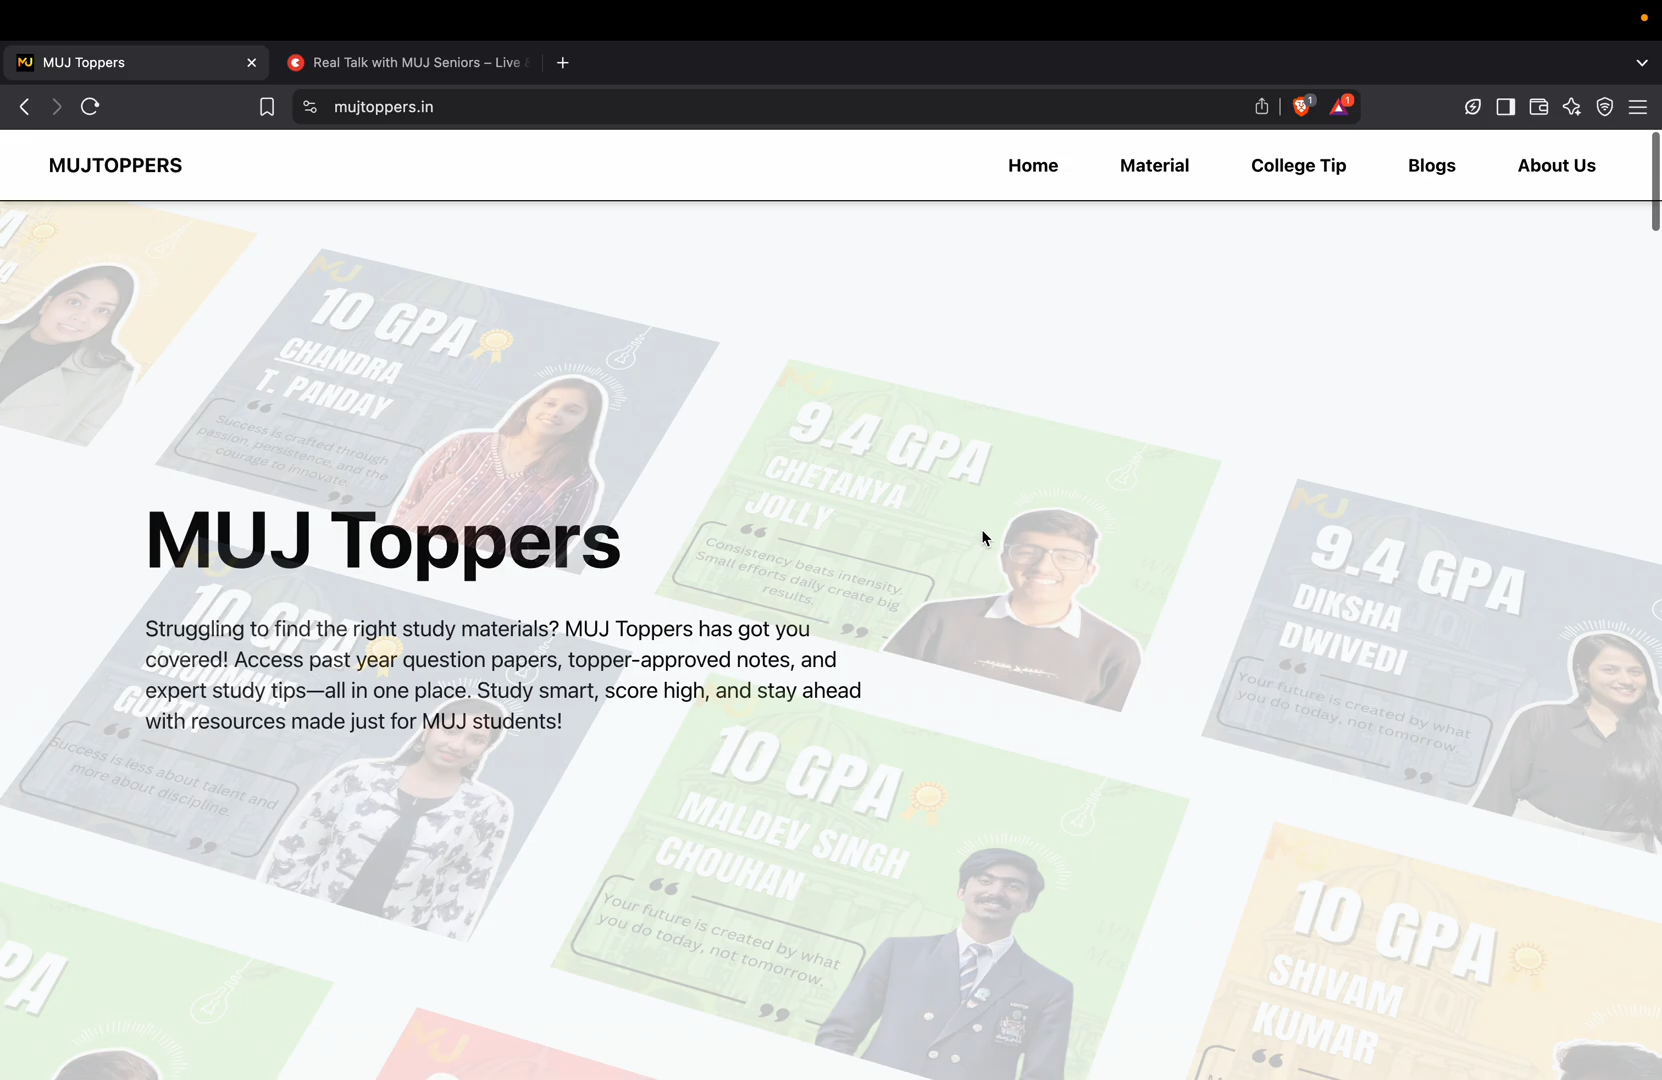 MUJ Toppers
Real Talk with MUJ Seniors – Live
mujtoppers.in
1
1
MUJTOPPERS
Home
Material
College Tip
Blogs
About Us
10 GPA
CHANDRA
T. PANDAY
Success is crafted through
passion, persistence, and the
courage to innovate.
9.4 GPA
CHETANYA
JOLLY
Consistency beats intensity.
Small efforts daily create big
results.
9.4 GPA
DIKSHA
DWIVEDI
Your future is created by what
you do today, not tomorrow.
MUJ Toppers
Struggling to find the right study materials? MUJ Toppers has got you
covered! Access past year question papers, topper-approved notes, and
expert study tips—all in one place. Study smart, score high, and stay ahead
with resources made just for MUJ students!
10 GPA
BHOOMIKA
GUPTA
Success is less about talent and
more about discipline.
10 GPA
MALDEV SINGH
CHOUHAN
Your future is created by what
you do today, not tomorrow.
10 GPA
SHIVAM
KUMAR